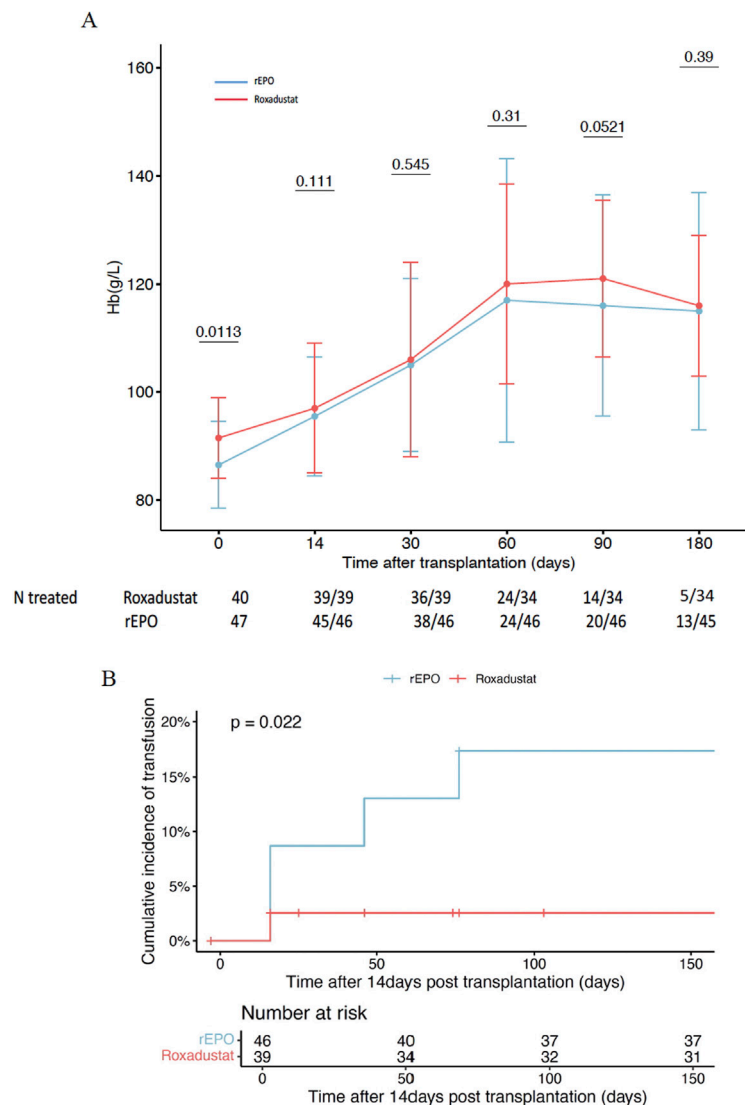 A
160
140
120
100
80
Hb(g/L)
rEPO
Roxadustat
0.0113
0.111
0.545
0.31
0.0521
0.39
0 14 30 60 90 180
Time after transplantation (days)
N treated Roxadustat 40 39/39 36/39 24/34 14/34 5/34
rEPO 47 45/46 38/46 24/46 20/46 13/45
B
rEPO Roxadustat
p = 0.022
20%
15%
10%
5%
0%
Cumulative incidence of transfusion
0 50 100 150
Time after 14days post transplantation (days)
Number at risk
rEPO 46 40 37 37
Roxadustat 39 34 32 31
0 50 100 150
Time after 14days post transplantation (days)